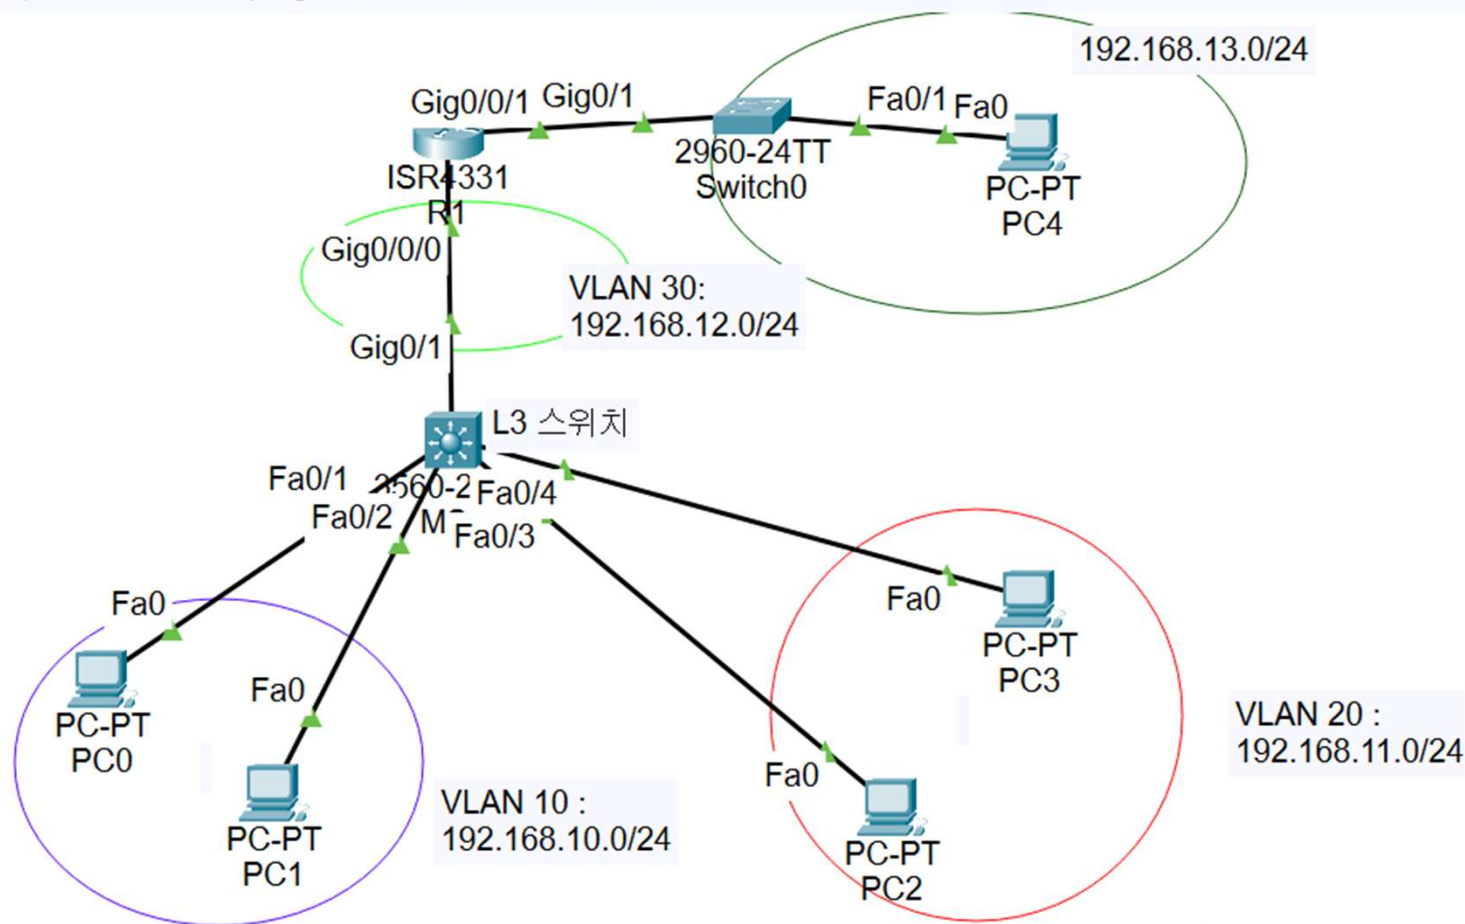 192.168.13.0/24
Gig0/0/1
Gig0/1
Fa0/1
Fa0
2960-24TT
Switch0
PC-PT
PC4
ISR4331
R1
Gig0/0/0
VLAN 30:
192.168.12.0/24
Gig0/1
L3 스위치
Fa0/1
Fa0/2
Fa0/4
Fa0/3
Fa0
PC-PT
PC3
Fa0
PC-PT
PC0
Fa0
PC-PT
PC1
VLAN 10 :
192.168.10.0/24
Fa0
PC-PT
PC2
VLAN 20 :
192.168.11.0/24